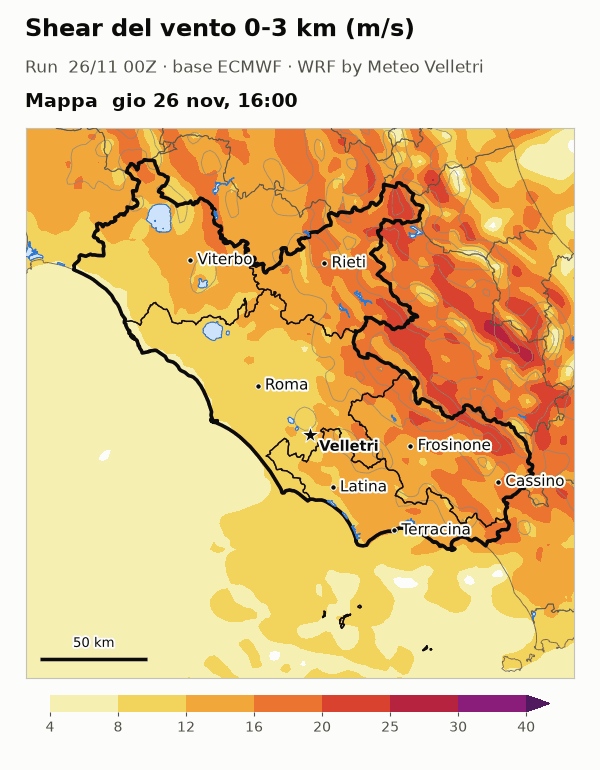 Shear del vento 0-3 km (m/s)
Run  26/11 00Z · base ECMWF · WRF by Meteo Velletri
Mappa  gio 26 nov, 16:00
Viterbo
Rieti
Roma
Velletri
Frosinone
Cassino
Latina
Terracina
50 km
4 8 12 16 20 25 30 40